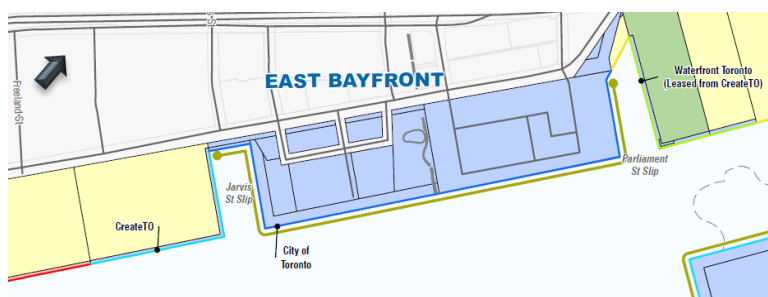 Freeland St
EAST BAYFRONT
Waterfront Toronto
(Leased from CreateTO)
Parliament
St Slip
Jarvis
St Slip
CreateTO
City of
Toronto